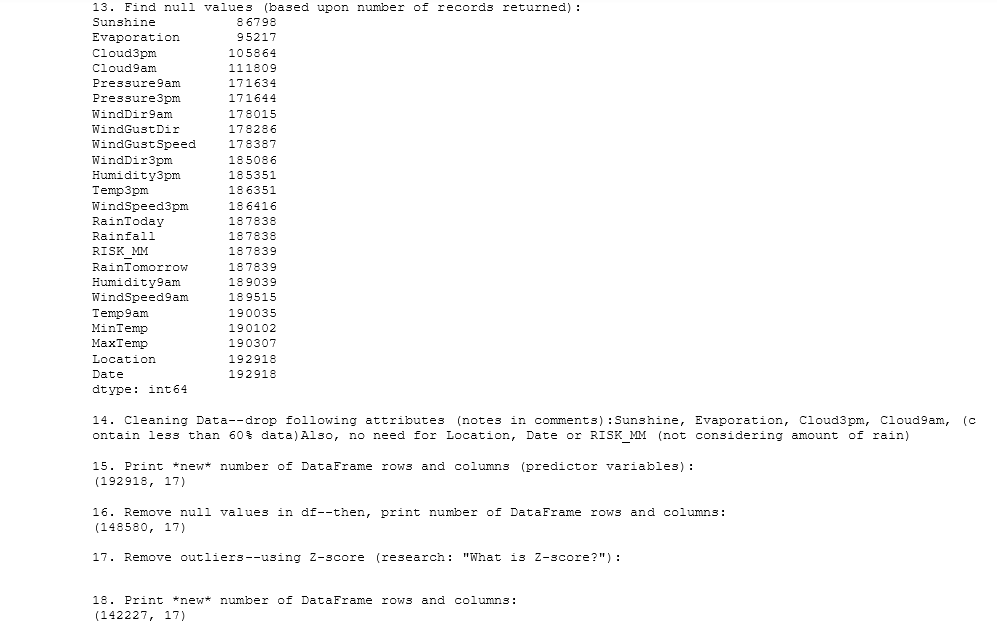 13. Find null values (based upon number of records returned):
Sunshine 86798
Evaporation 95217
Cloud3pm 105864
Cloud9am 111809
Pressure9am 171634
Pressure3pm 171644
WindDir9am 178015
WindGustDir 178286
WindGustSpeed 178387
WindDir3pm 185086
Humidity3pm 185351
Temp3pm 186351
WindSpeed3pm 186416
RainToday 187838
Rainfall 187838
RISK_MM 187839
RainTomorrow 187839
Humidity9am 189039
WindSpeed9am 189515
Temp9am 190035
MinTemp 190102
MaxTemp 190307
Location 192918
Date 192918
dtype: int64
14. Cleaning Data--drop following attributes (notes in comments):Sunshine, Evaporation, Cloud3pm, Cloud9am, (c
ontain less than 60% data)Also, no need for Location, Date or RISK_MM (not considering amount of rain)
15. Print *new* number of DataFrame rows and columns (predictor variables):
(192918, 17)
16. Remove null values in df--then, print number of DataFrame rows and columns:
(148580, 17)
17. Remove outliers--using Z-score (research: "What is Z-score?"):
18. Print *new* number of DataFrame rows and columns:
(142227, 17)